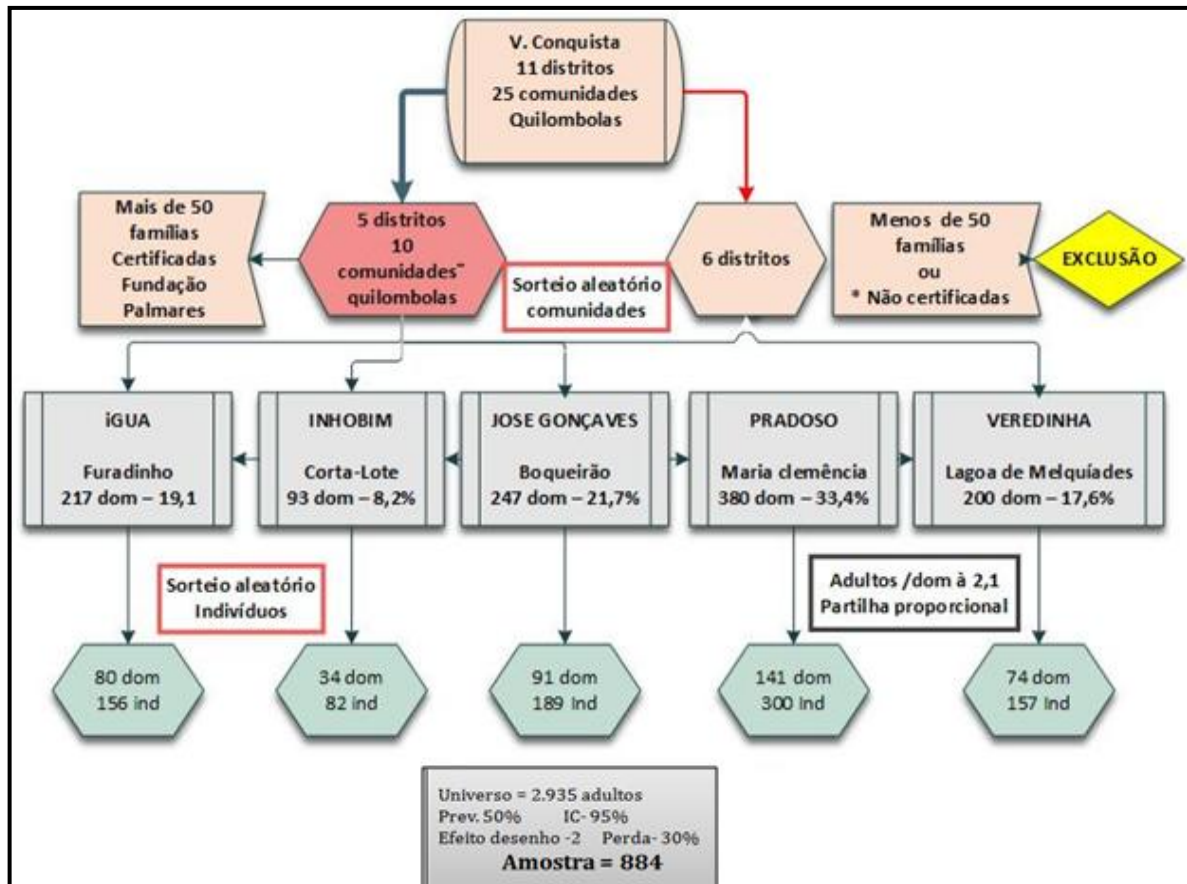 V. Conquista
11 distritos
25 comunidades
Quilombolas
Mais de 50
famílias
Certificadas
Fundação
Palmares
5 distritos
10
comunidades˜
quilombolas
Sorteio aleatório
comunidades
6 distritos
Menos de 50
famílias
ou
* Não certificadas
EXCLUSÃO
iGUA
Furadinho
217 dom – 19,1
INHOBIM
Corta-Lote
93 dom – 8,2%
JOSE GONÇAVES
Boqueirão
247 dom – 21,7%
PRADOSO
Maria clemência
380 dom – 33,4%
VEREDINHA
Lagoa de Melquíades
200 dom – 17,6%
Sorteio aleatório
Indivíduos
Adultos /dom à 2,1
Partilha proporcional
80 dom
156 ind
34 dom
82 ind
91 dom
189 Ind
141 dom
300 Ind
74 dom
157 Ind
Universo = 2.935 adultos
Prev. 50% IC- 95%
Efeito desenho -2 Perda- 30%
Amostra = 884